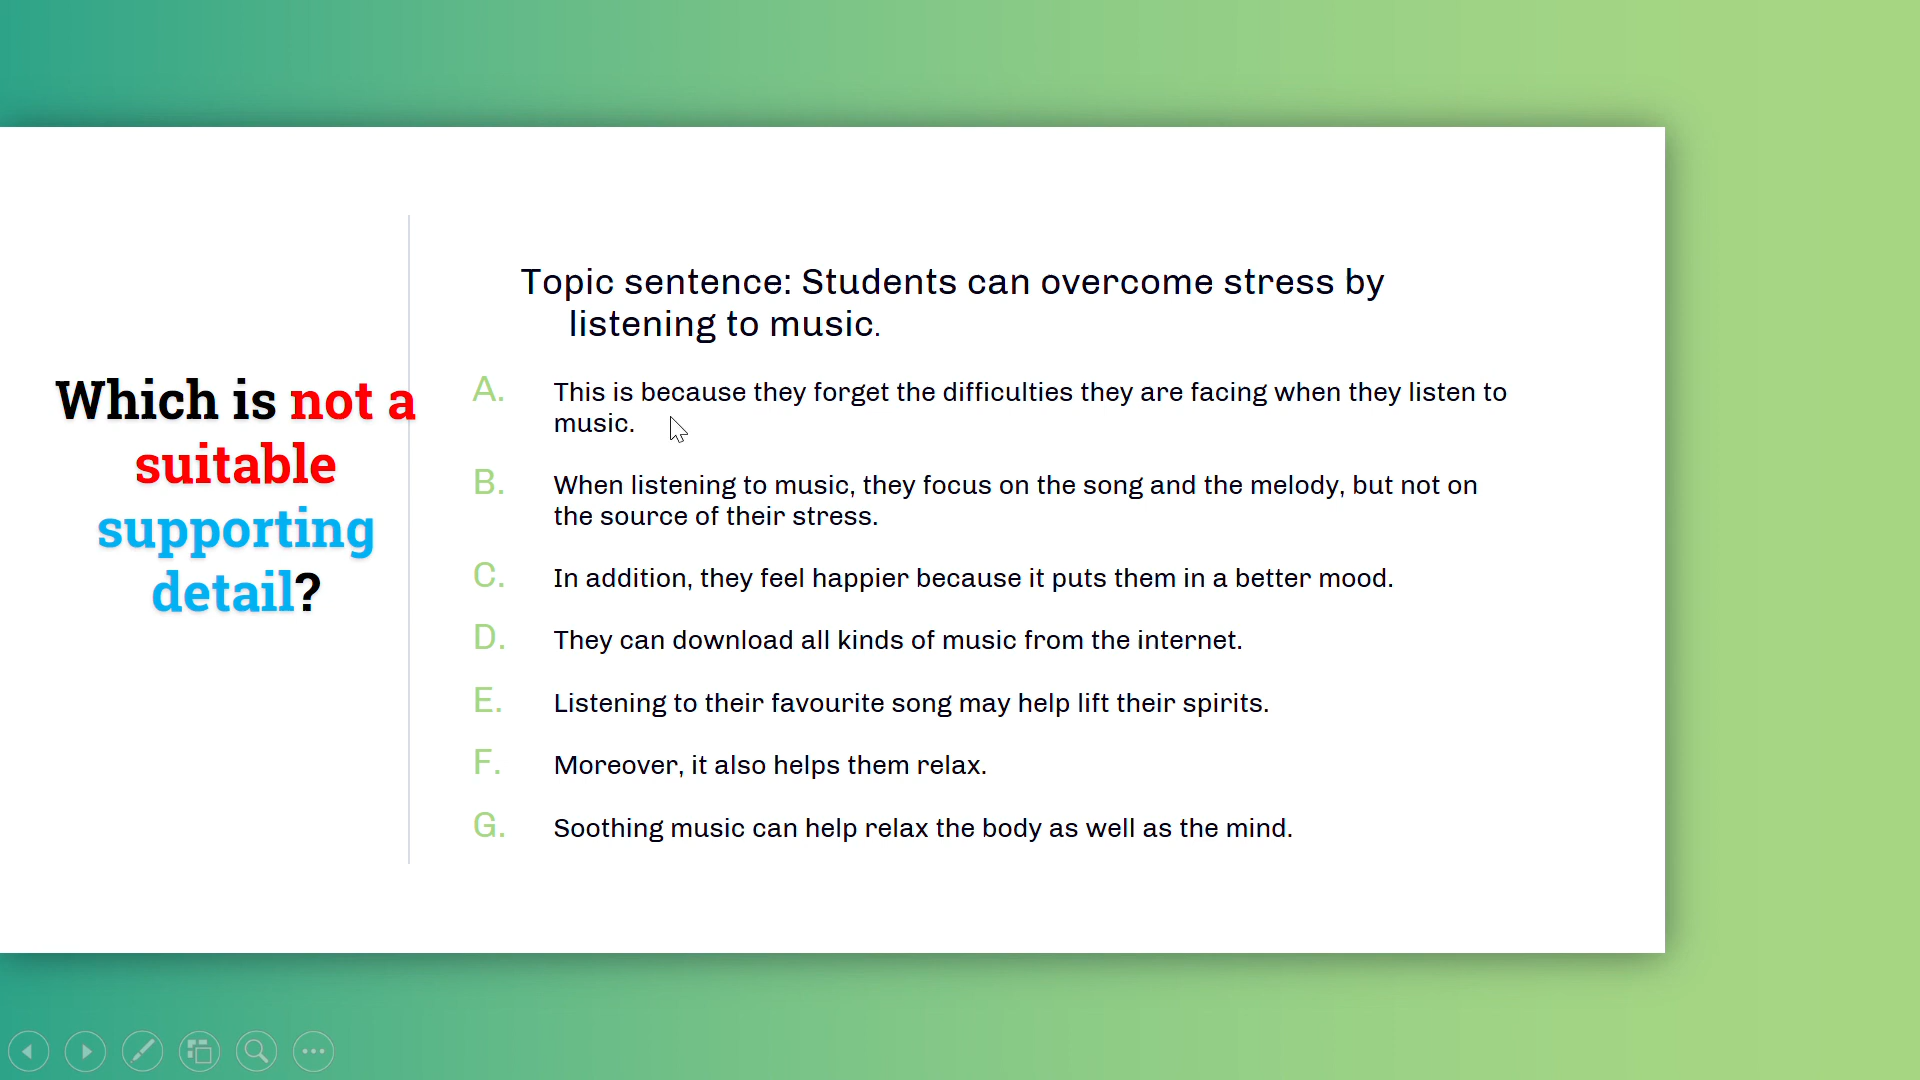 Which is not a
suitable
supporting
detail?
Topic sentence: Students can overcome stress by
listening to music.
A. This is because they forget the difficulties they are facing when they listen to
music.
B. When listening to music, they focus on the song and the melody, but not on
the source of their stress.
C. In addition, they feel happier because it puts them in a better mood.
D. They can download all kinds of music from the internet.
E. Listening to their favourite song may help lift their spirits.
F. Moreover, it also helps them relax.
G. Soothing music can help relax the body as well as the mind.